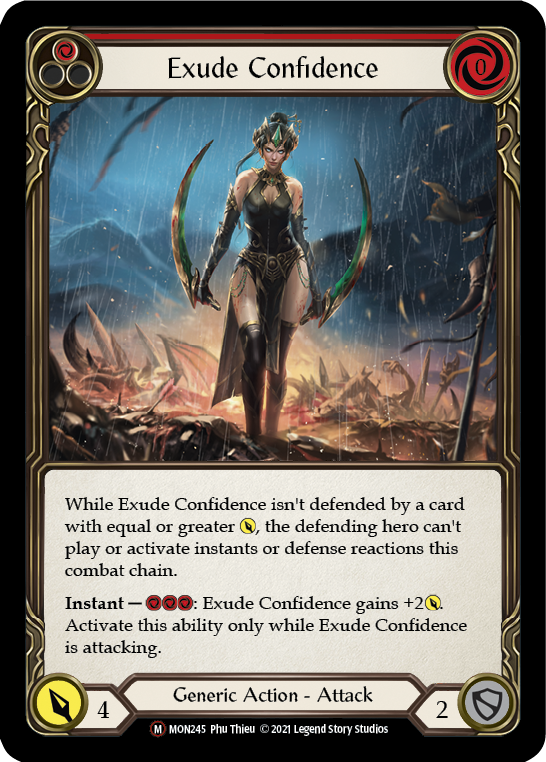 Exude Confidence
0
While Exude Confidence isn't defended by a card
with equal or greater , the defending hero can't
play or activate instants or defense reactions this
combat chain.
Instant — : Exude Confidence gains +2.
Activate this ability only while Exude Confidence
is attacking.
4
Generic Action - Attack
2
M MON245 Phu Thieu © 2021 Legend Story Studios